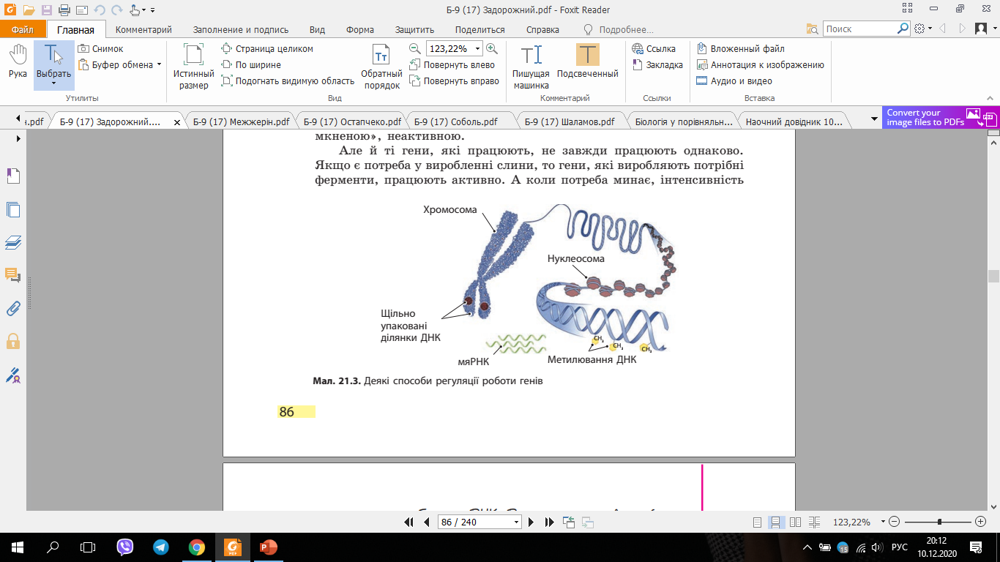 Б-9 (17) Задорожний.pdf - Foxit Reader
Файл Главная Комментарий Заполнение и подпись Вид Форма Защитить Поделиться Справка Подробнее... Поиск
Рука
Выбрать
Снимок
Буфер обмена
Утилиты
Истинный размер
Страница целиком
По ширине
Подогнать видимую область
Обратный порядок
123,22%
Повернуть влево
Повернуть вправо
Вид
Пишущая машинка
Подсвеченный
Комментарий
Ссылка
Закладка
Ссылки
Вложенный файл
Аннотация к изображению
Аудио и видео
Вставка
н.pdf Б-9 (17) Задорожний.... Б-9 (17) Межжерін.pdf Б-9 (17) Остапчеко.pdf Б-9 (17) Соболь.pdf Б-9 (17) Шаламов.pdf Біологія у порівняльн... Наочний довідник 10...
Convert your
image files to PDFs
мкненою», неактивною.
Але й ті гени, які працюють, не завжди працюють однаково.
Якщо є потреба у виробленні слини, то гени, які виробляють потрібні
ферменти, працюють активно. А коли потреба минає, інтенсивність
Хромосома
Нуклеосома
Щільно
упаковані
ділянки ДНК
мяРНК
CH3
CH3
CH3
Метилювання ДНК
Мал. 21.3. Деякі способи регуляції роботи генів
86
86 / 240
123,22%
15
РУС
20:12
10.12.2020